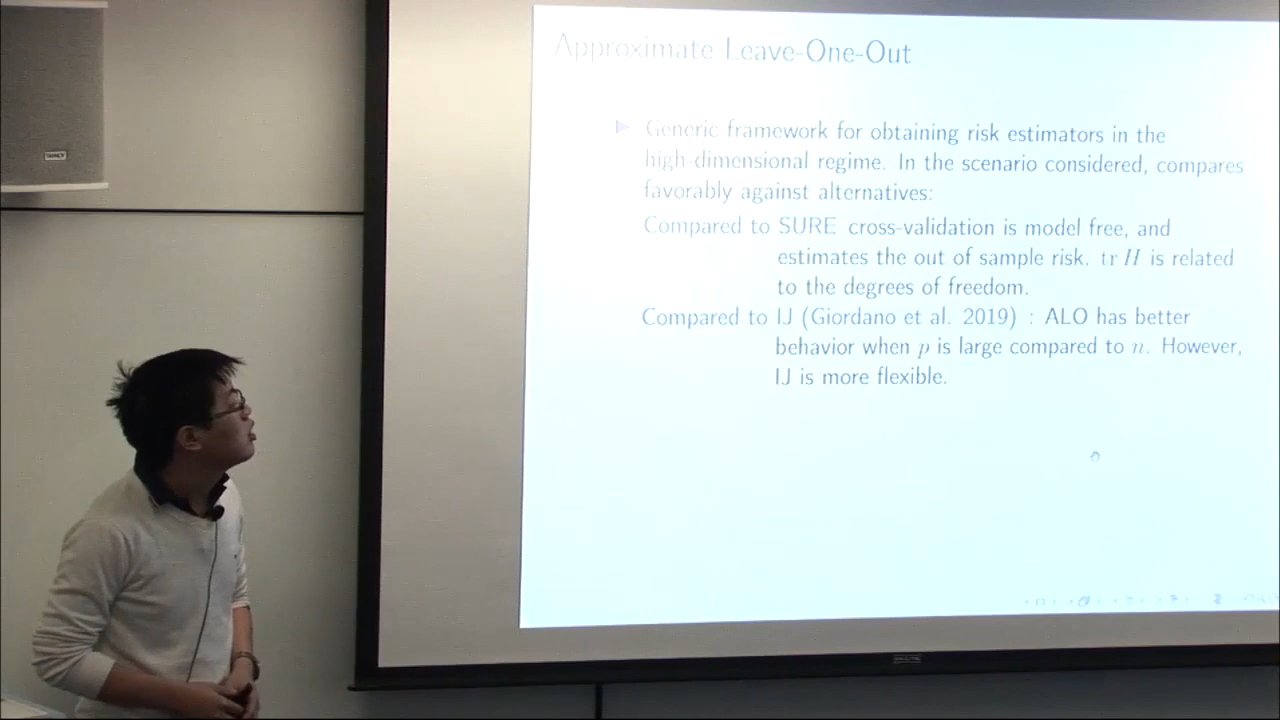 Approximate Leave-One-Out
Generic framework for obtaining risk estimators in the
high-dimensional regime. In the scenario considered, compares
favorably against alternatives:
Compared to SURE cross-validation is model free, and
estimates the out of sample risk. tr H is related
to the degrees of freedom.
Compared to IJ (Giordano et al. 2019) : ALO has better
behavior when p is large compared to n. However,
IJ is more flexible.